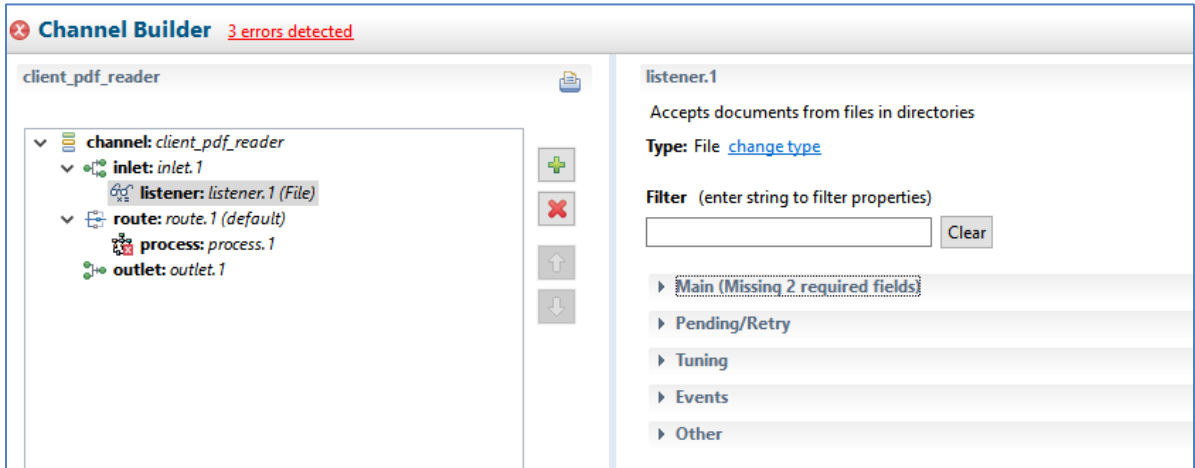 Channel Builder 3 errors detected
client_pdf_reader
channel: client_pdf_reader
inlet: inlet.1
listener: listener.1 (File)
route: route.1 (default)
process: process.1
outlet: outlet.1
listener.1
Accepts documents from files in directories
Type: File change type
Filter (enter string to filter properties)
Clear
Main (Missing 2 required fields)
Pending/Retry
Tuning
Events
Other